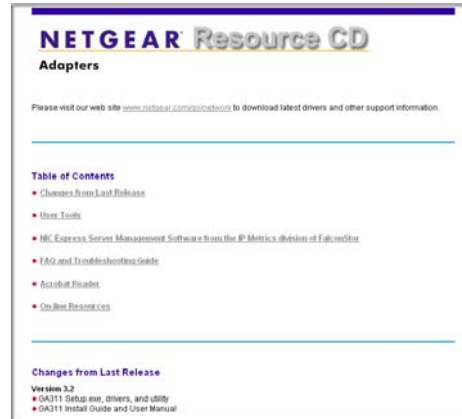 NETGEAR Resource CD
Adapters
Please visit our web site www.netgear.com/go/network to download latest drivers and other support information.
Table of Contents
Changes from Last Release
User Tools
NIC Express Server Management Software from the IP Metrics division of FalconStor
FAQ and Troubleshooting Guide
Acrobat Reader
On-line Resources
Changes from Last Release
Version 3.2
GA311 Setup.exe, drivers, and utility
GA311 Install Guide and User Manual